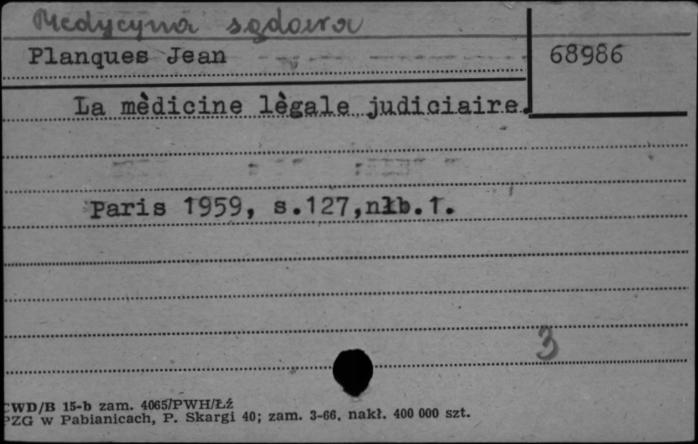 Medycyna sądowa
Planques Jean 68986
La mèdicine lègale judiciaire.
Paris 1959, s.127,nlb.1.
3
CWD/B 15-b zam. 4065/PWH/Łź
PZG w Pabianicach, P. Skargi 40; zam. 3-66, nakł. 400 000 szt.